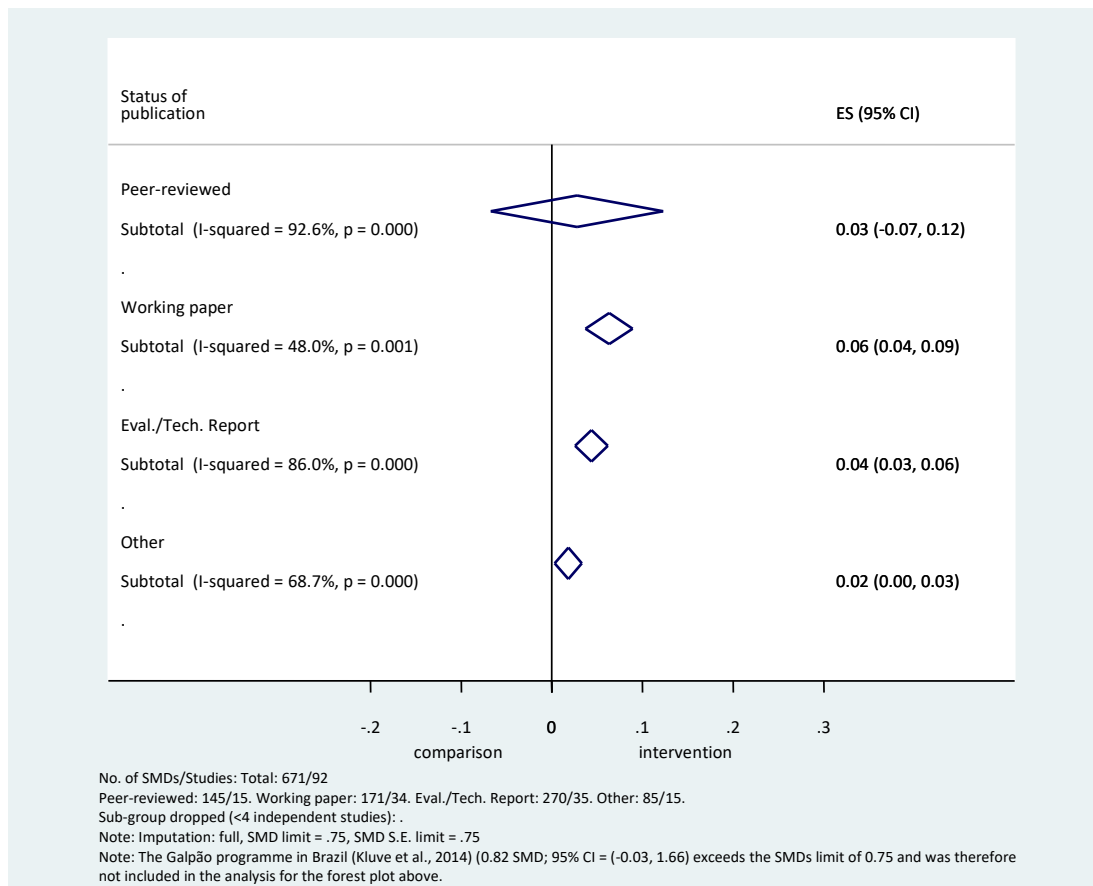 Status of
publication
ES (95% CI)
Peer-reviewed
Subtotal (I-squared = 92.6%, p = 0.000)
0.03 (-0.07, 0.12)
.
Working paper
Subtotal (I-squared = 48.0%, p = 0.001)
0.06 (0.04, 0.09)
.
Eval./Tech. Report
Subtotal (I-squared = 86.0%, p = 0.000)
0.04 (0.03, 0.06)
.
Other
Subtotal (I-squared = 68.7%, p = 0.000)
0.02 (0.00, 0.03)
.
-.2 -.1 0 .1 .2 .3
comparison intervention
No. of SMDs/Studies: Total: 671/92
Peer-reviewed: 145/15. Working paper: 171/34. Eval./Tech. Report: 270/35. Other: 85/15.
Sub-group dropped (<4 independent studies): .
Note: Imputation: full, SMD limit = .75, SMD S.E. limit = .75
Note: The Galpão programme in Brazil (Kluve et al., 2014) (0.82 SMD; 95% CI = (-0.03, 1.66) exceeds the SMDs limit of 0.75 and was therefore
not included in the analysis for the forest plot above.